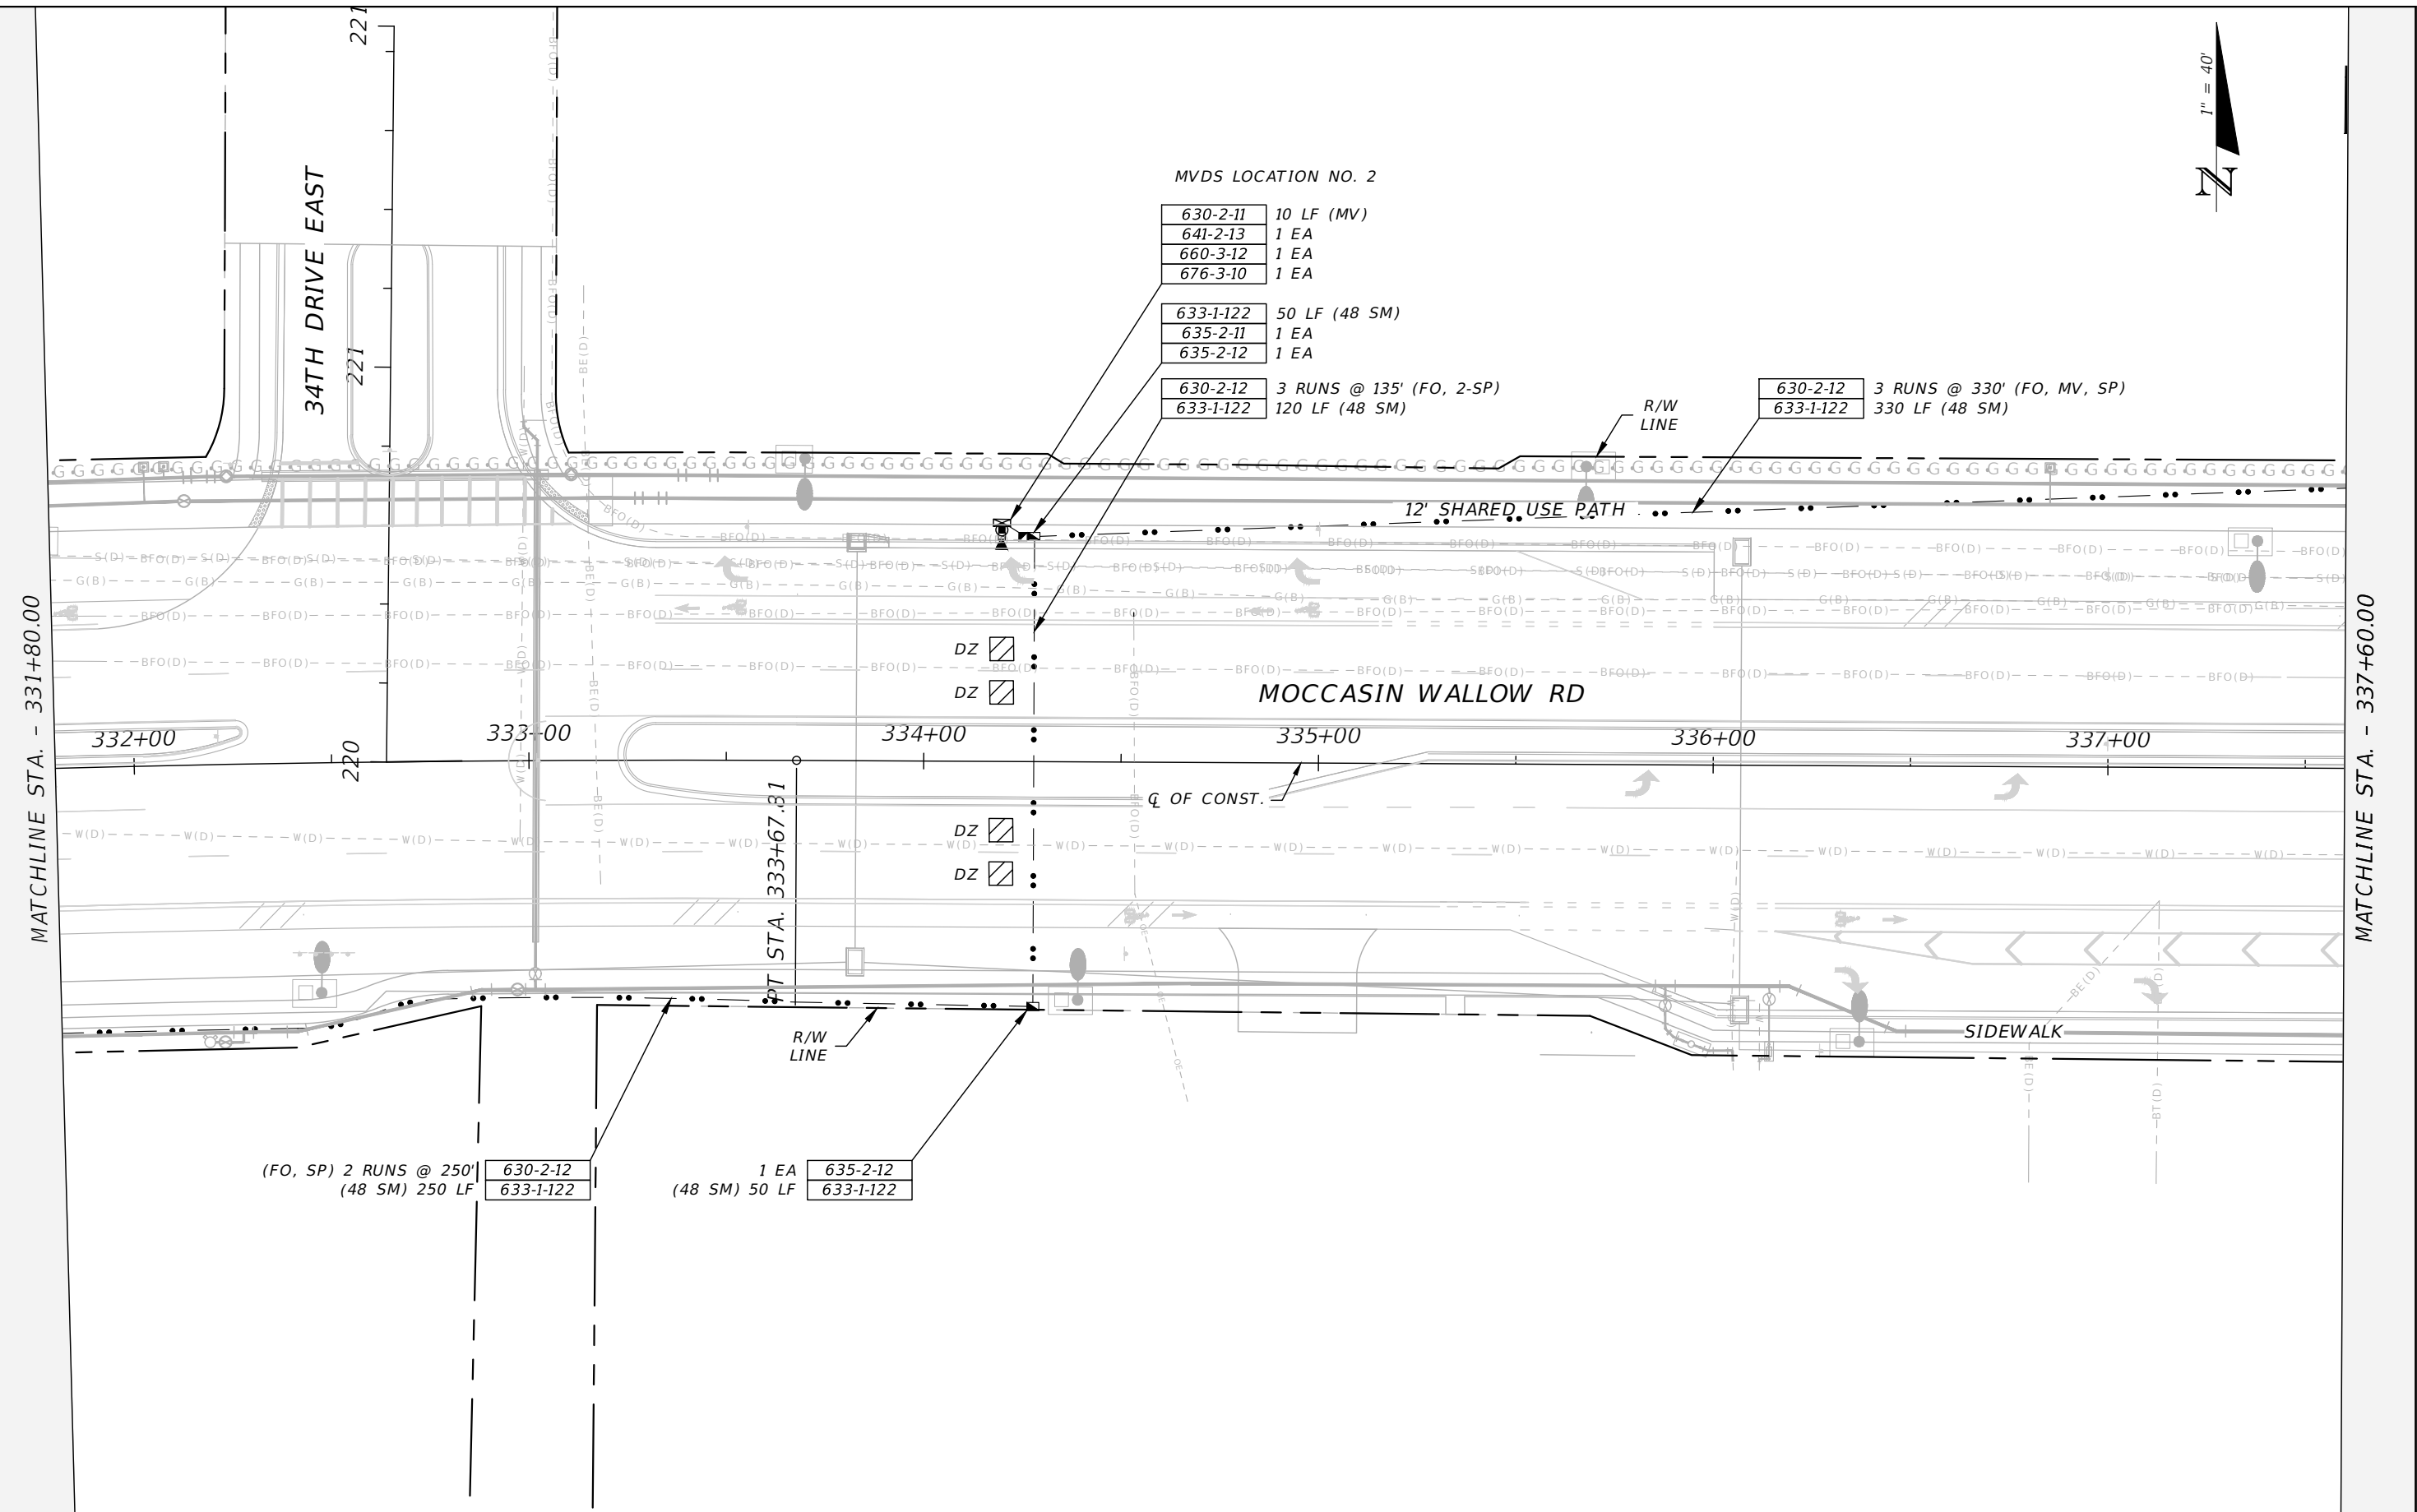 221
1" = 40'
N
34TH DRIVE EAST
221
220
MVDS LOCATION NO. 2
630-2-11 10 LF (MV)
641-2-13 1 EA
660-3-12 1 EA
676-3-10 1 EA
633-1-122 50 LF (48 SM)
635-2-11 1 EA
635-2-12 1 EA
630-2-12 3 RUNS @ 135' (FO, 2-SP)
633-1-122 120 LF (48 SM)
630-2-12 3 RUNS @ 330' (FO, MV, SP)
633-1-122 330 LF (48 SM)
R/W
LINE
12' SHARED USE PATH
MATCHLINE STA. - 331+80.00
MATCHLINE STA. - 337+60.00
DZ
DZ
MOCCASIN WALLOW RD
332+00 333+00 334+00 335+00 336+00 337+00
PT STA. 333+67.31
℄ OF CONST.
DZ
DZ
R/W
LINE
SIDEWALK
(FO, SP) 2 RUNS @ 250' 630-2-12
(48 SM) 250 LF 633-1-122
1 EA 635-2-12
(48 SM) 50 LF 633-1-122
BFO(D)
BE(D)
W(D)
S(D)
G(B)
BT(D)
OE
G